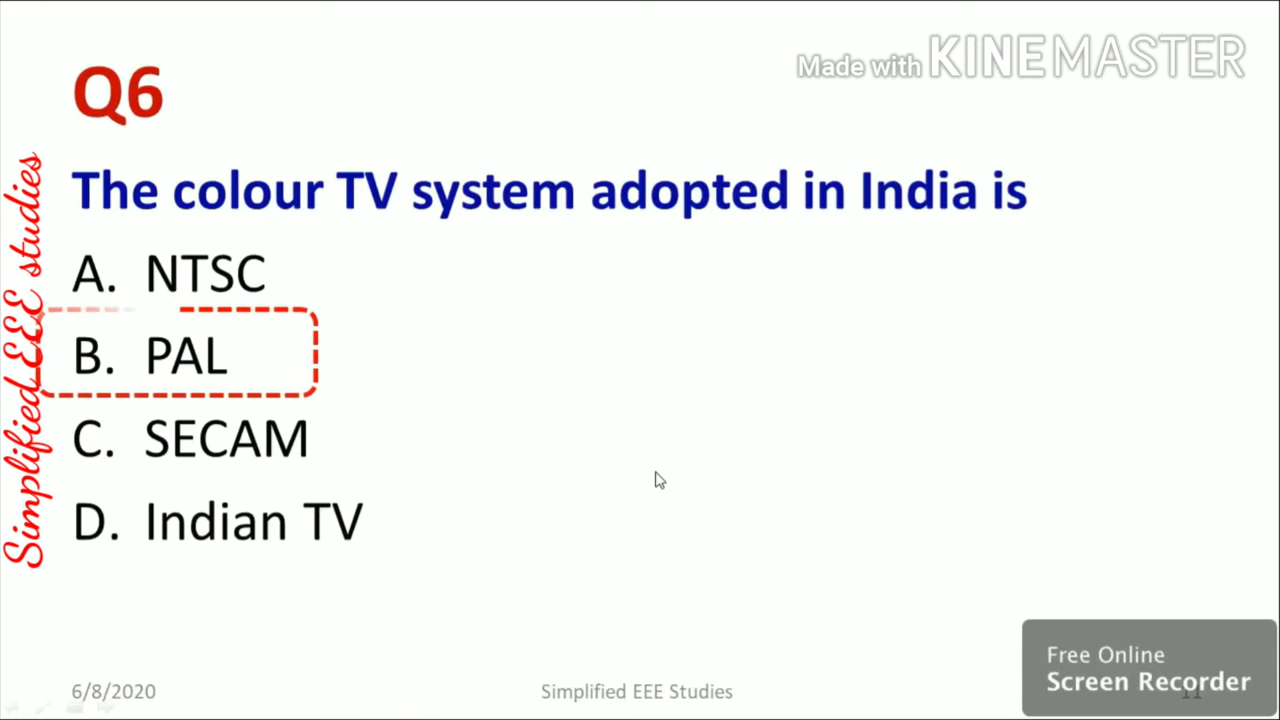 Made with KINEMASTER
Q6
The colour TV system adopted in India is
A. NTSC
B. PAL
C. SECAM
D. Indian TV
Simplified EEE studies
6/8/2020
Simplified EEE Studies
11
Free Online
Screen Recorder